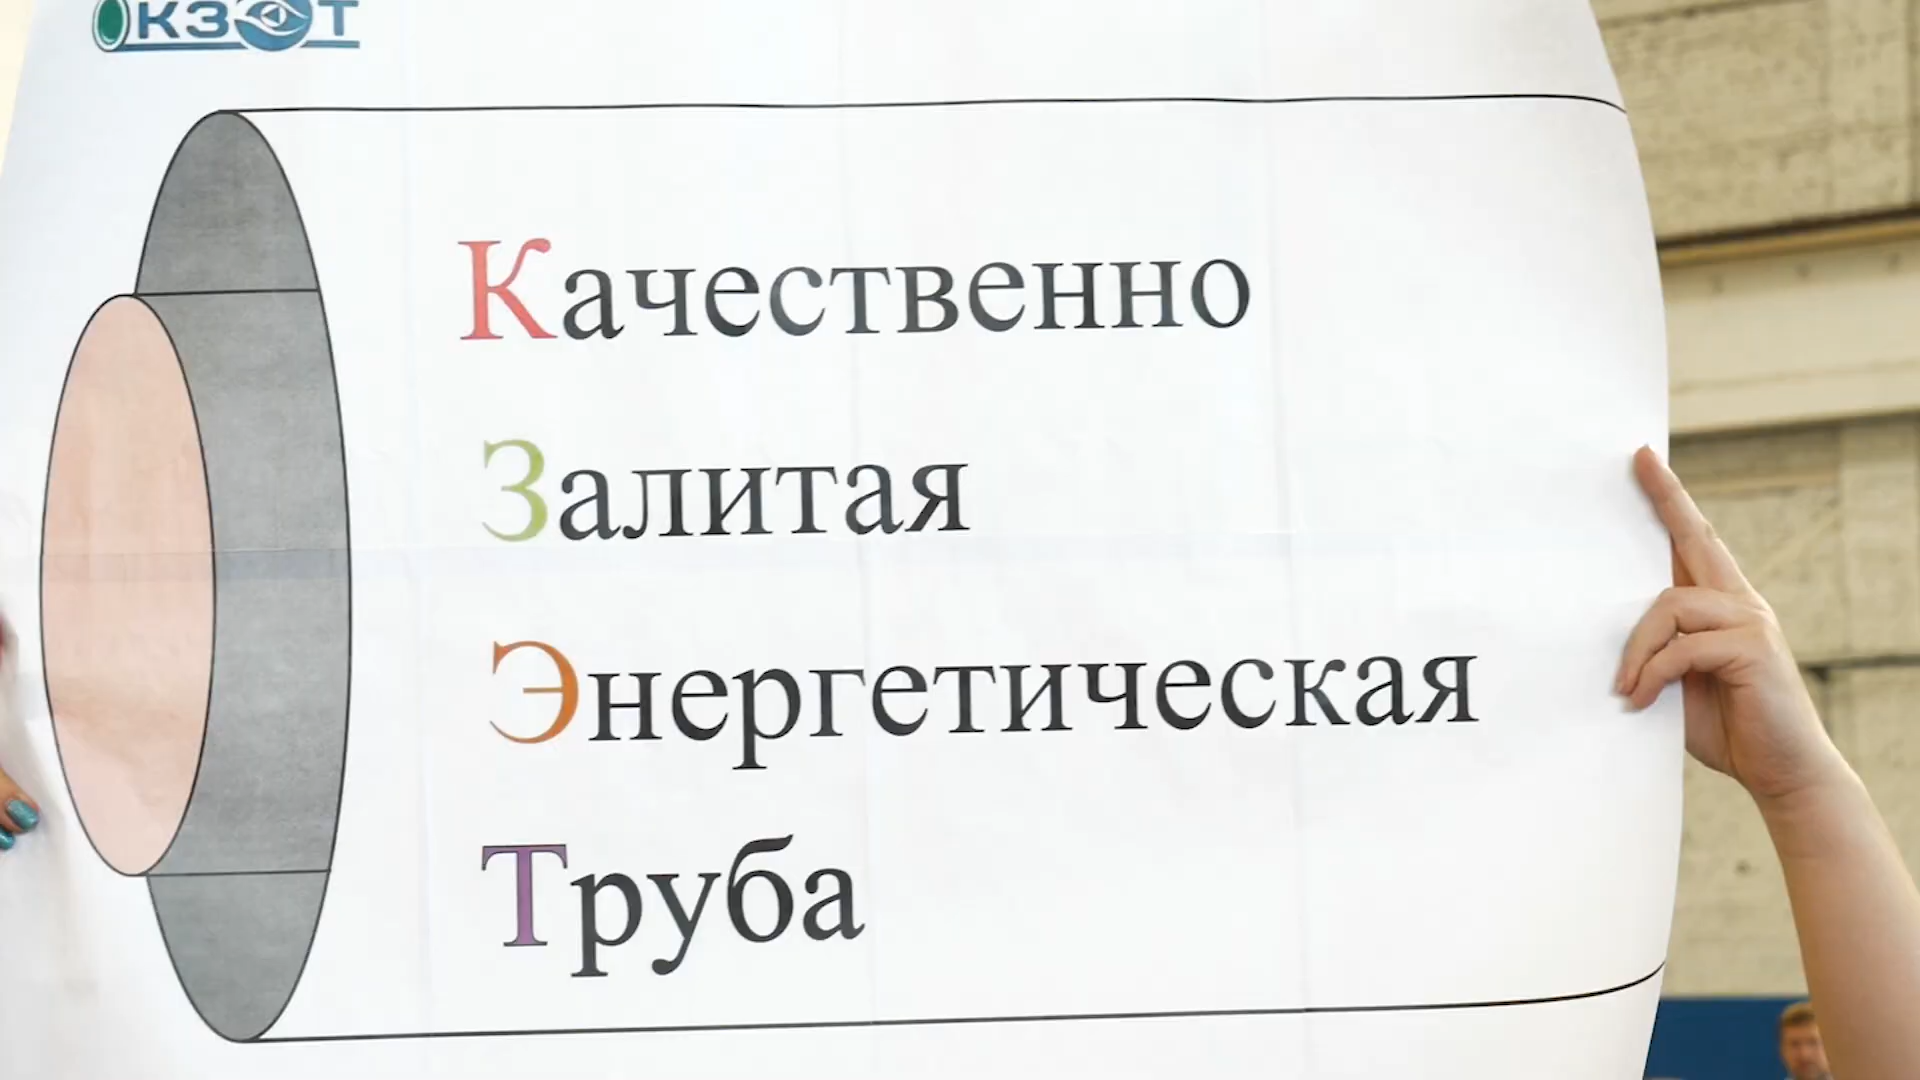 КЗЭТ
Качественно
Залитая
Энергетическая
Труба